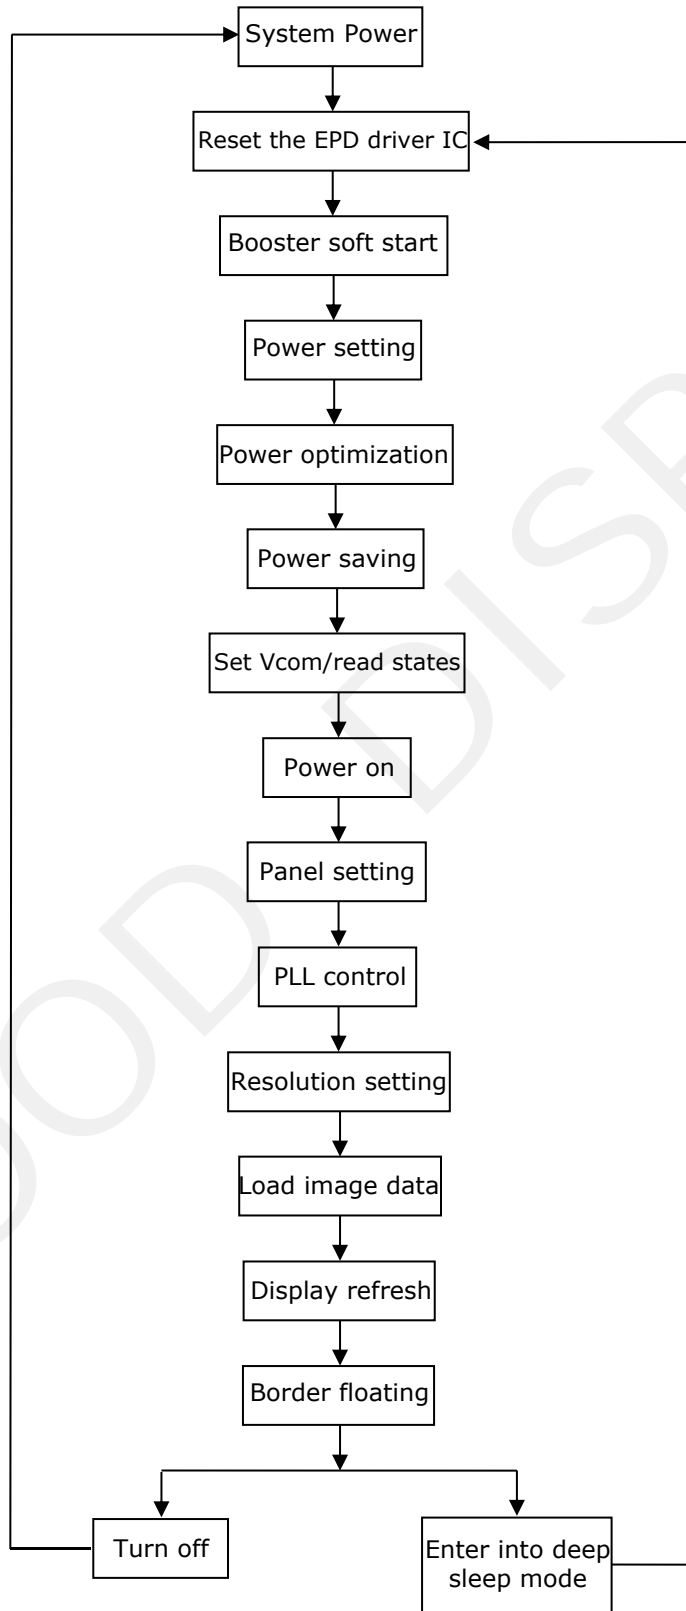 System Power
Reset the EPD driver IC
Booster soft start
Power setting
Power optimization
Power saving
Set Vcom/read states
Power on
Panel setting
PLL control
Resolution setting
Load image data
Display refresh
Border floating
Turn off
Enter into deep
sleep mode